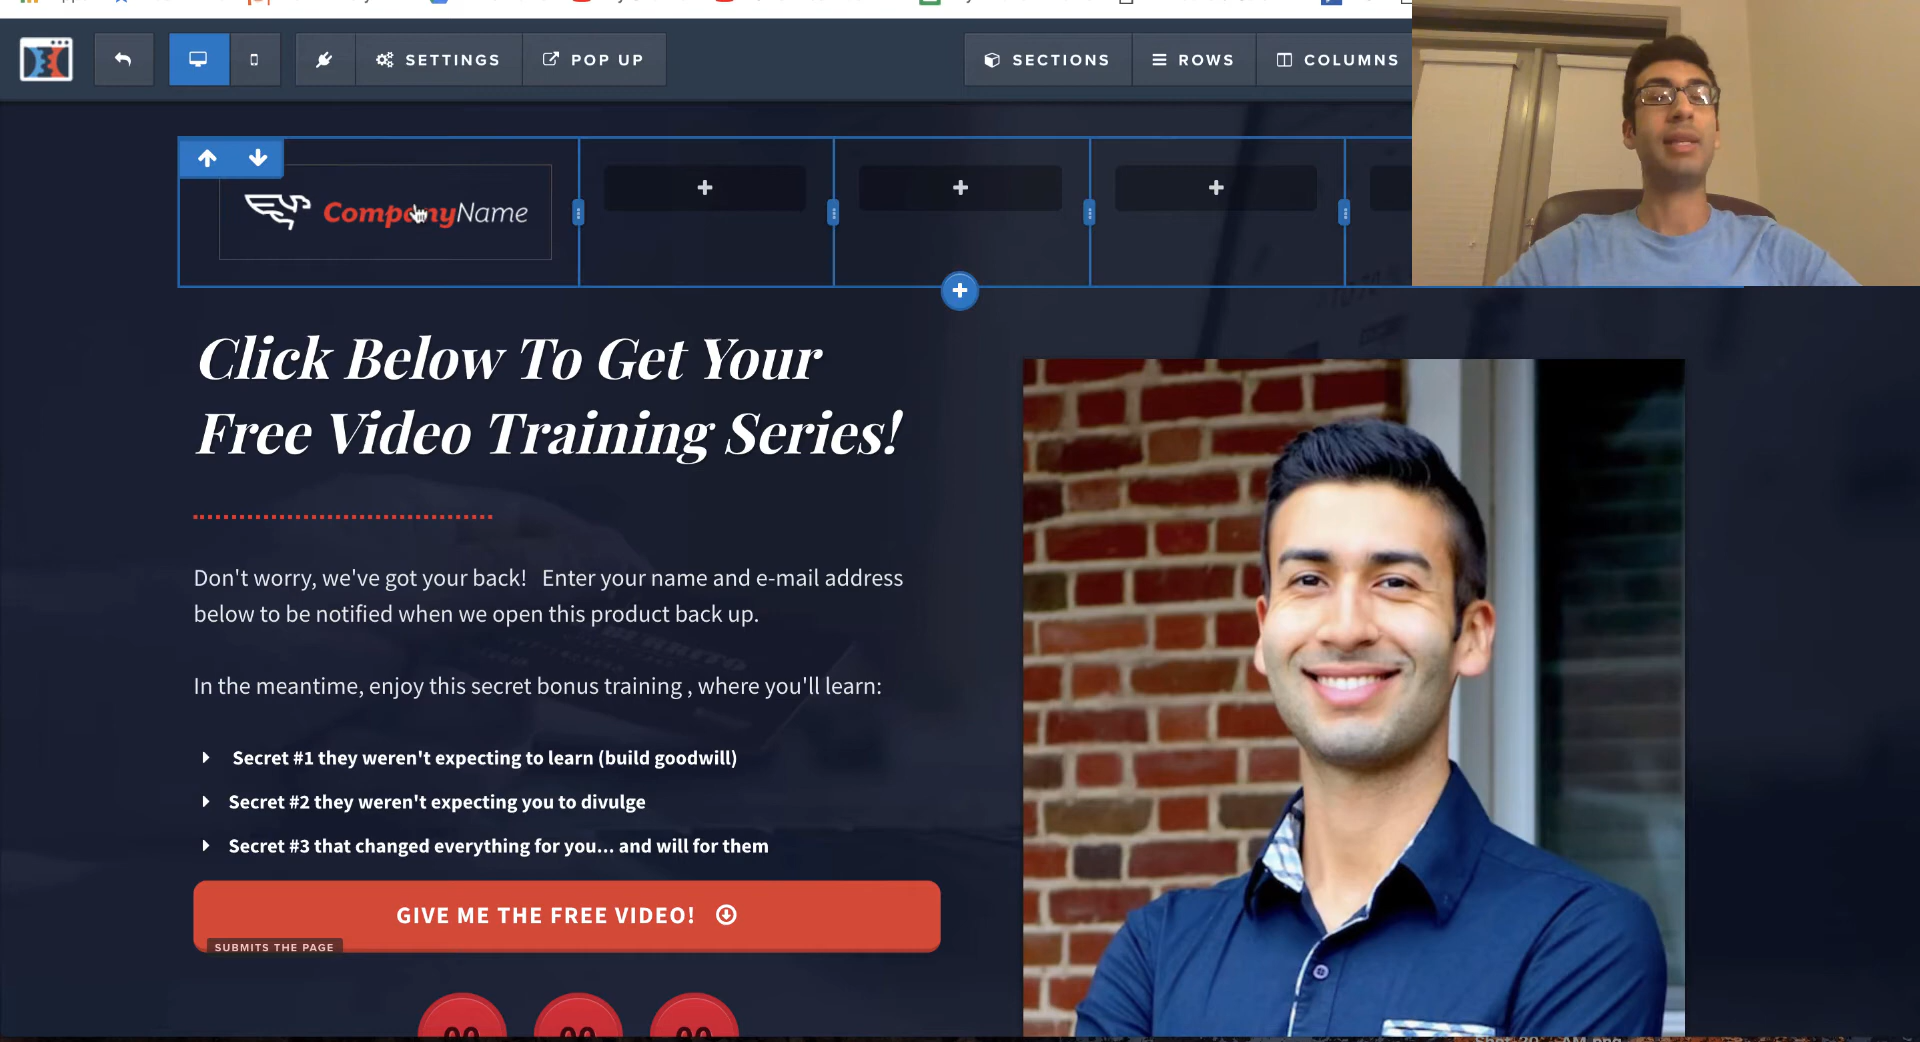 SETTINGS
POP UP
SECTIONS
ROWS
COLUMNS
CompanyName
Click Below To Get Your
Free Video Training Series!
Don't worry, we've got your back! Enter your name and e-mail address
below to be notified when we open this product back up.
In the meantime, enjoy this secret bonus training , where you'll learn:
Secret #1 they weren't expecting to learn (build goodwill)
Secret #2 they weren't expecting you to divulge
Secret #3 that changed everything for you... and will for them
GIVE ME THE FREE VIDEO!
SUBMITS THE PAGE
00 00 00